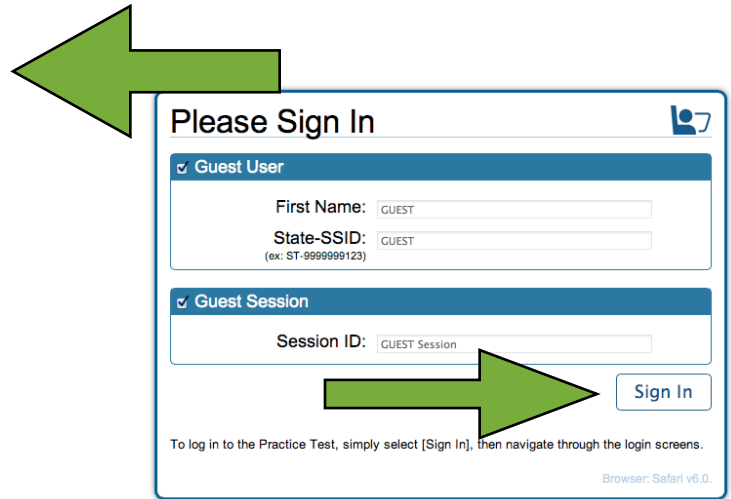 Please Sign In
Guest User
First Name: GUEST
State-SSID: GUEST
(ex: ST-9999999123)
Guest Session
Session ID: GUEST Session
Sign In
To log in to the Practice Test, simply select [Sign In], then navigate through the login screens.
Browser: Safari v6.0.